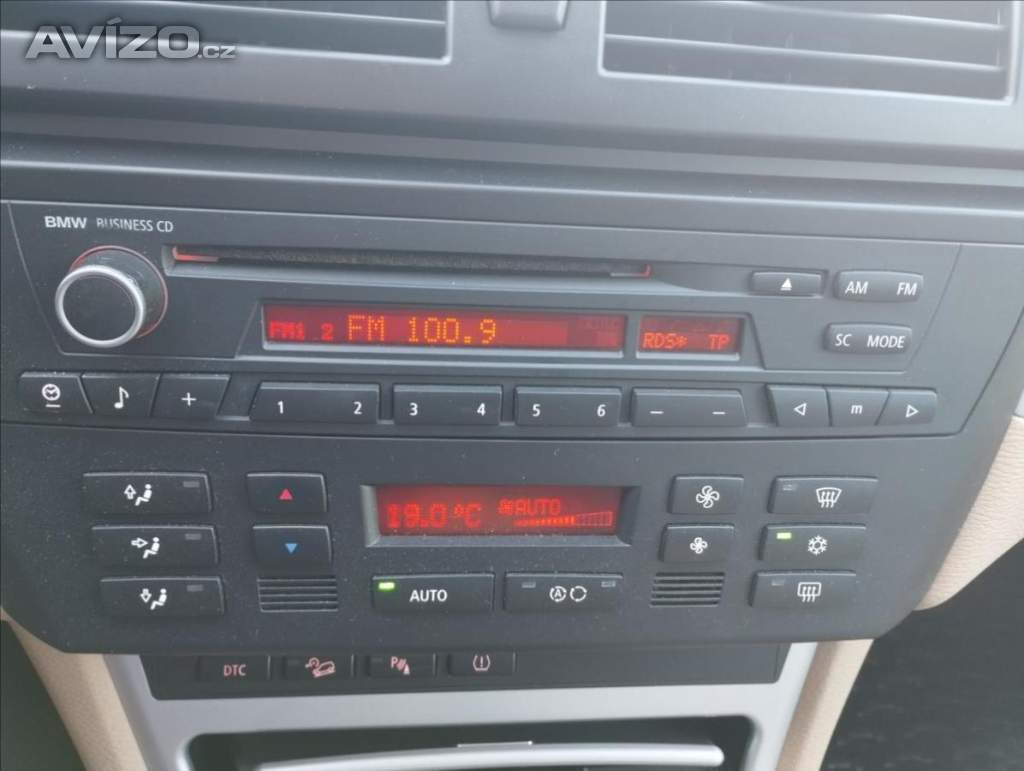 AVÍZO.cz
BMW BUSINESS CD
AM FM
FM1 2 FM 100.9
RDS* TP
SC MODE
+
1 2 3 4 5 6 – –
m
19.0°C AUTO
AUTO
A
DTC
P